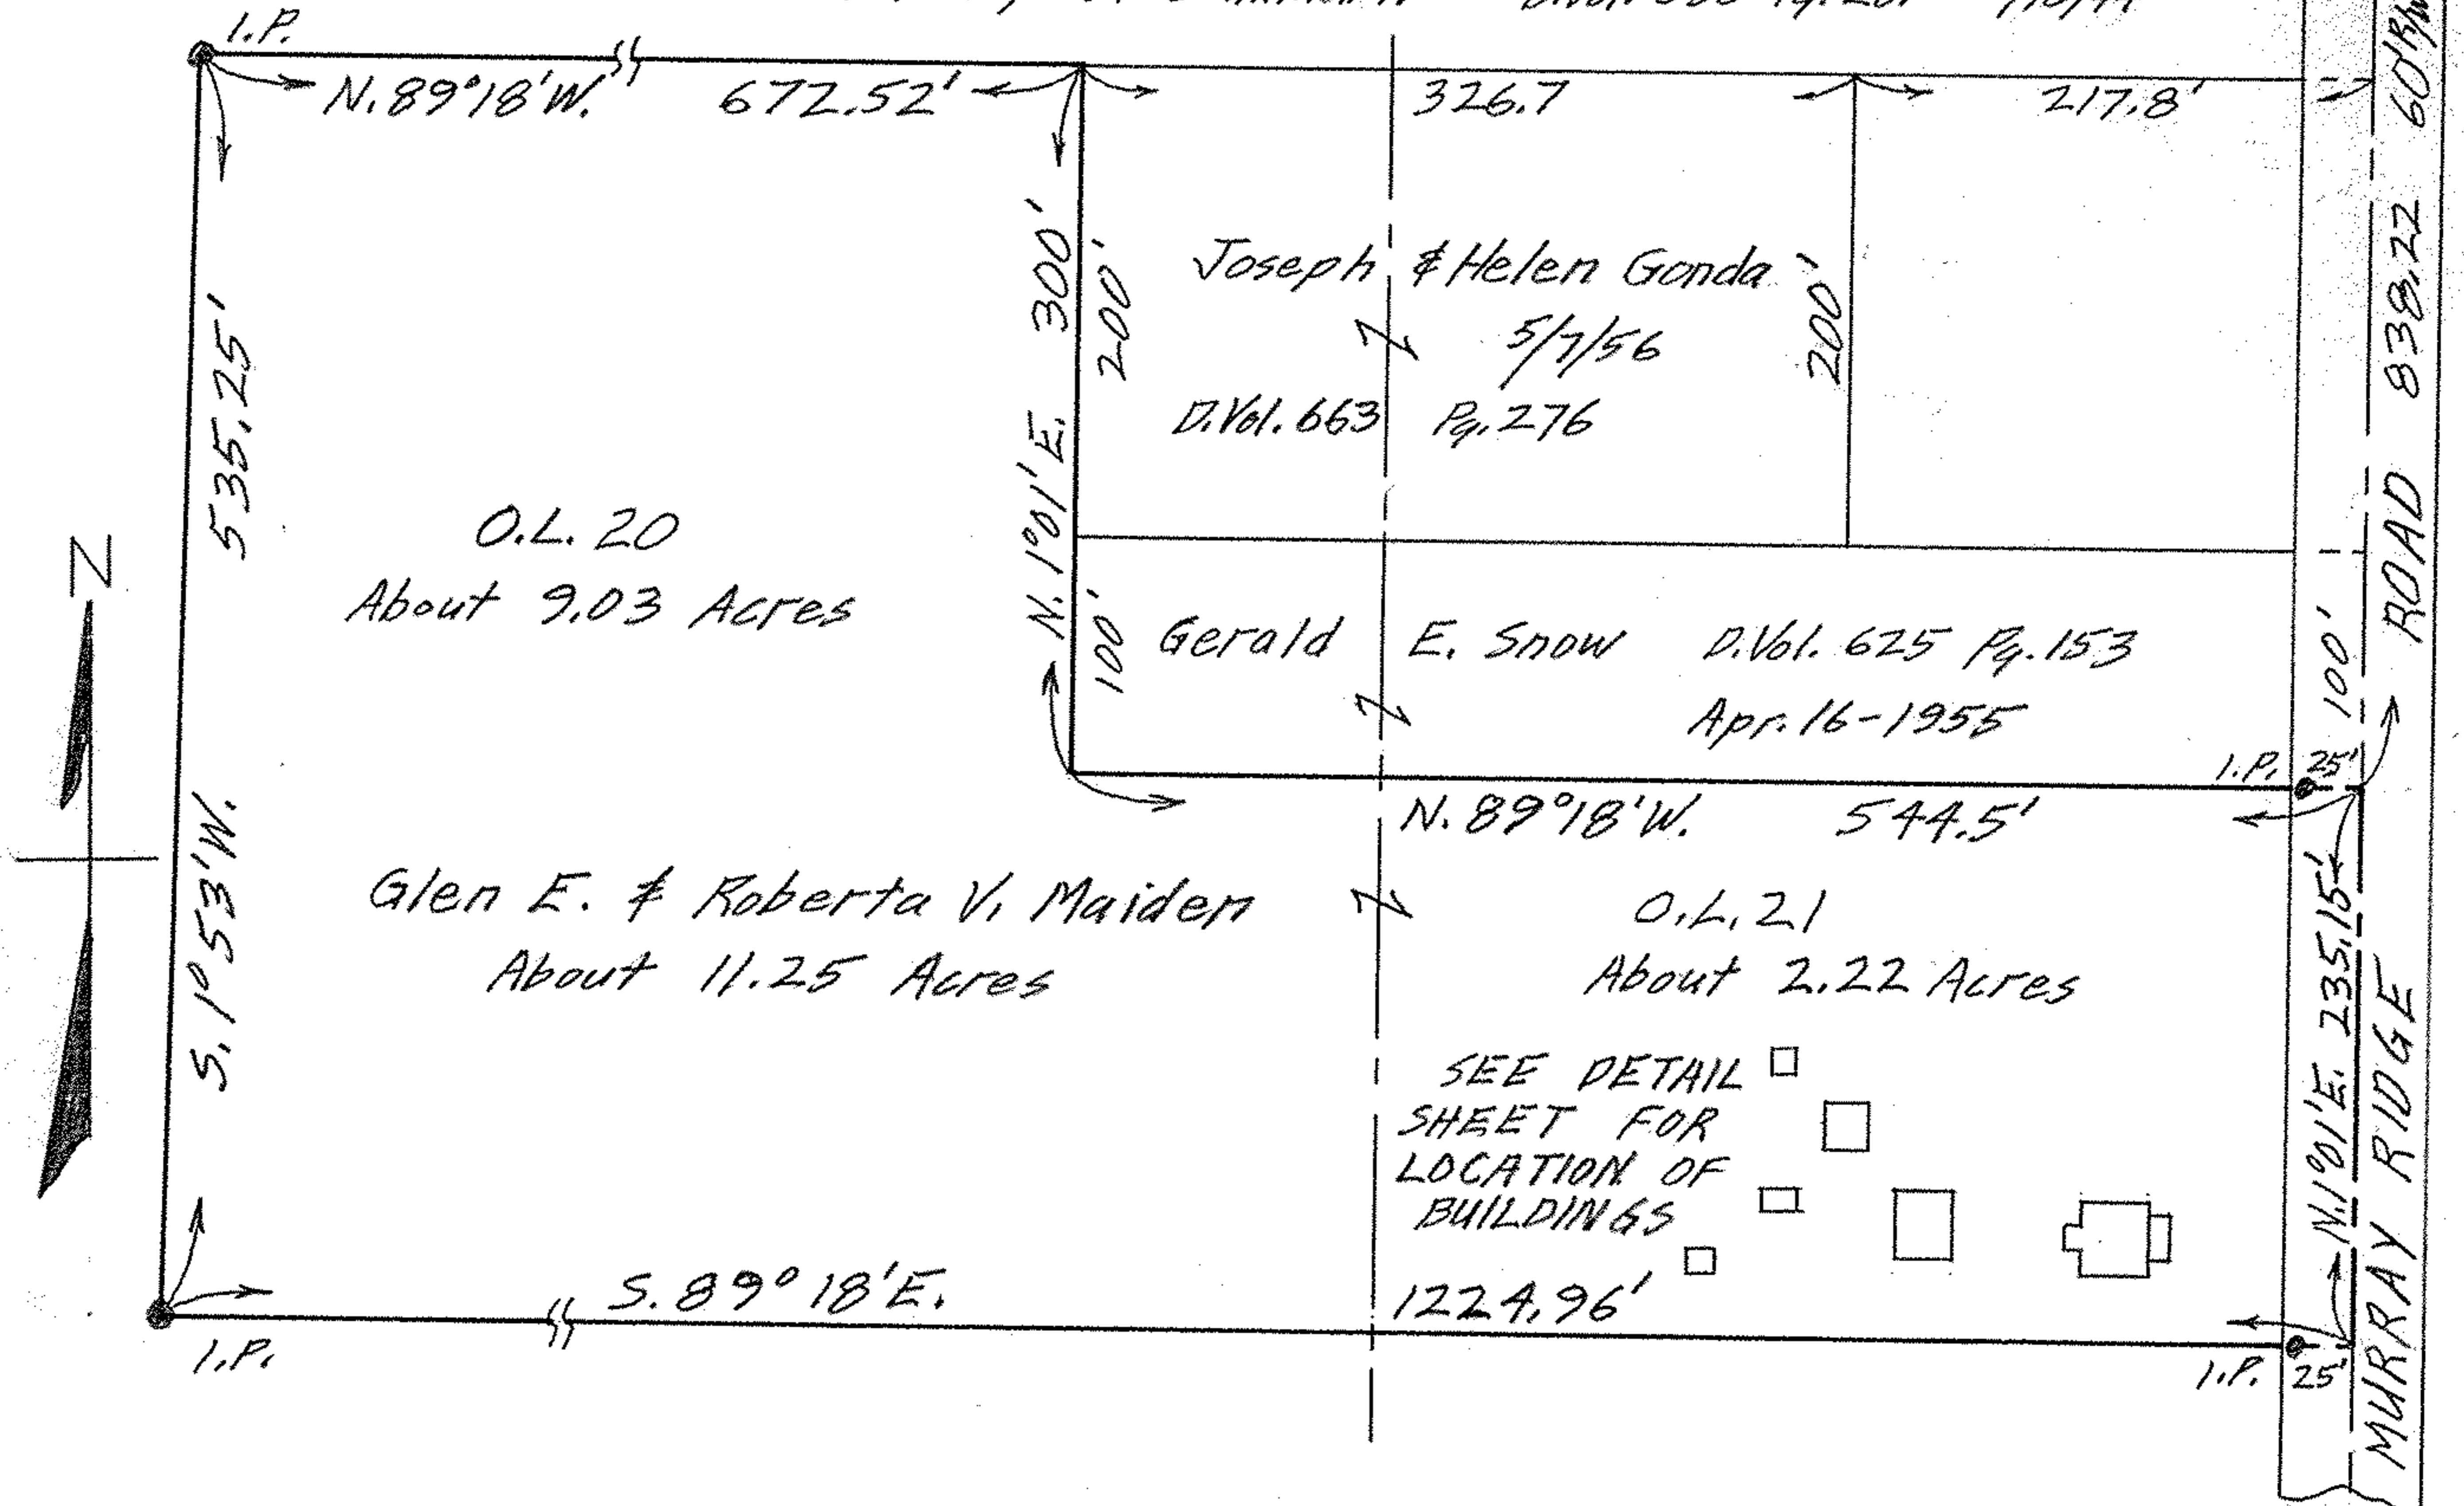 I.P.
N. 89°18'W. 672.52'
326.7
217.8'
60' R/W
838.22
535.25'
S. 1°53'W.
N. 1°01'E. 300'
200'
Joseph & Helen Gonda
5/7/56
D.Vol. 663 Pg. 276
200'
O.L. 20
About 9.03 Acres
N
100'
Gerald E. Snow D.Vol. 625 Pg. 153
Apr. 16-1955
100'
I.P. 25'
N. 89°18'W. 544.5'
Glen E. & Roberta V. Maiden
About 11.25 Acres
O.L. 21
About 2.22 Acres
SEE DETAIL
SHEET FOR
LOCATION OF
BUILDINGS
N. 1°01'E. 235.15'
MURRAY RIDGE ROAD
S. 89° 18'E. 1224.96'
I.P.
I.P. 25'